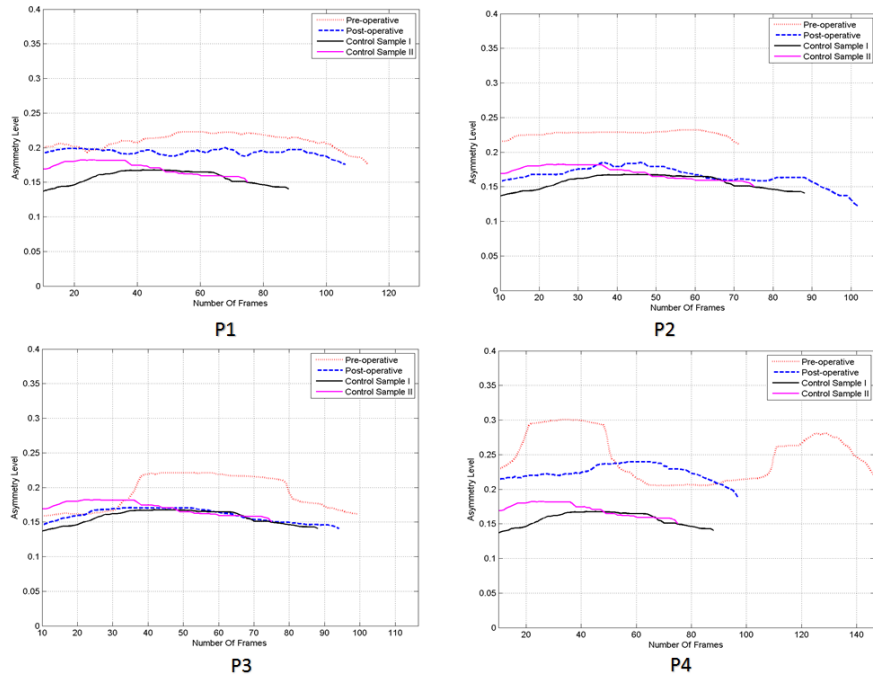 Pre-operative
Post-operative
Control Sample I
Control Sample II
0.4
0.35
0.3
0.25
0.2
0.15
0.1
0.05
0
Asymmetry Level
20 40 60 80 100 120
Number Of Frames
P1
Pre-operative
Post-operative
Control Sample I
Control Sample II
0.4
0.35
0.3
0.25
0.2
0.15
0.1
0.05
0
Asymmetry Level
10 20 30 40 50 60 70 80 90 100
Number Of Frames
P2
Pre-operative
Post-operative
Control Sample I
Control Sample II
0.4
0.35
0.3
0.25
0.2
0.15
0.1
0.05
0
Asymmetry Level
10 20 30 40 50 60 70 80 90 100 110
Number Of Frames
P3
Pre-operative
Post-operative
Control Sample I
Control Sample II
0.4
0.35
0.3
0.25
0.2
0.15
0.1
0.05
0
Asymmetry Level
20 40 60 80 100 120 140
Number Of Frames
P4